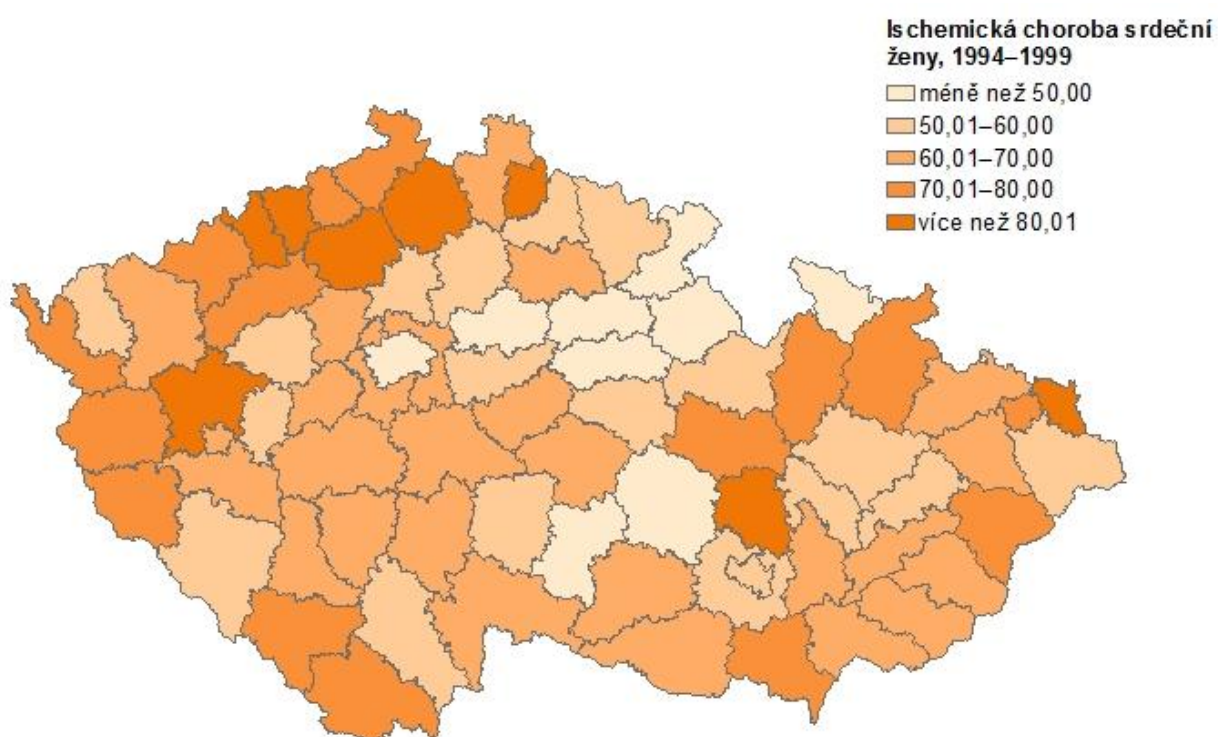 Ischemická choroba srdeční
ženy, 1994–1999
méně než 50,00
50,01–60,00
60,01–70,00
70,01–80,00
více než 80,01